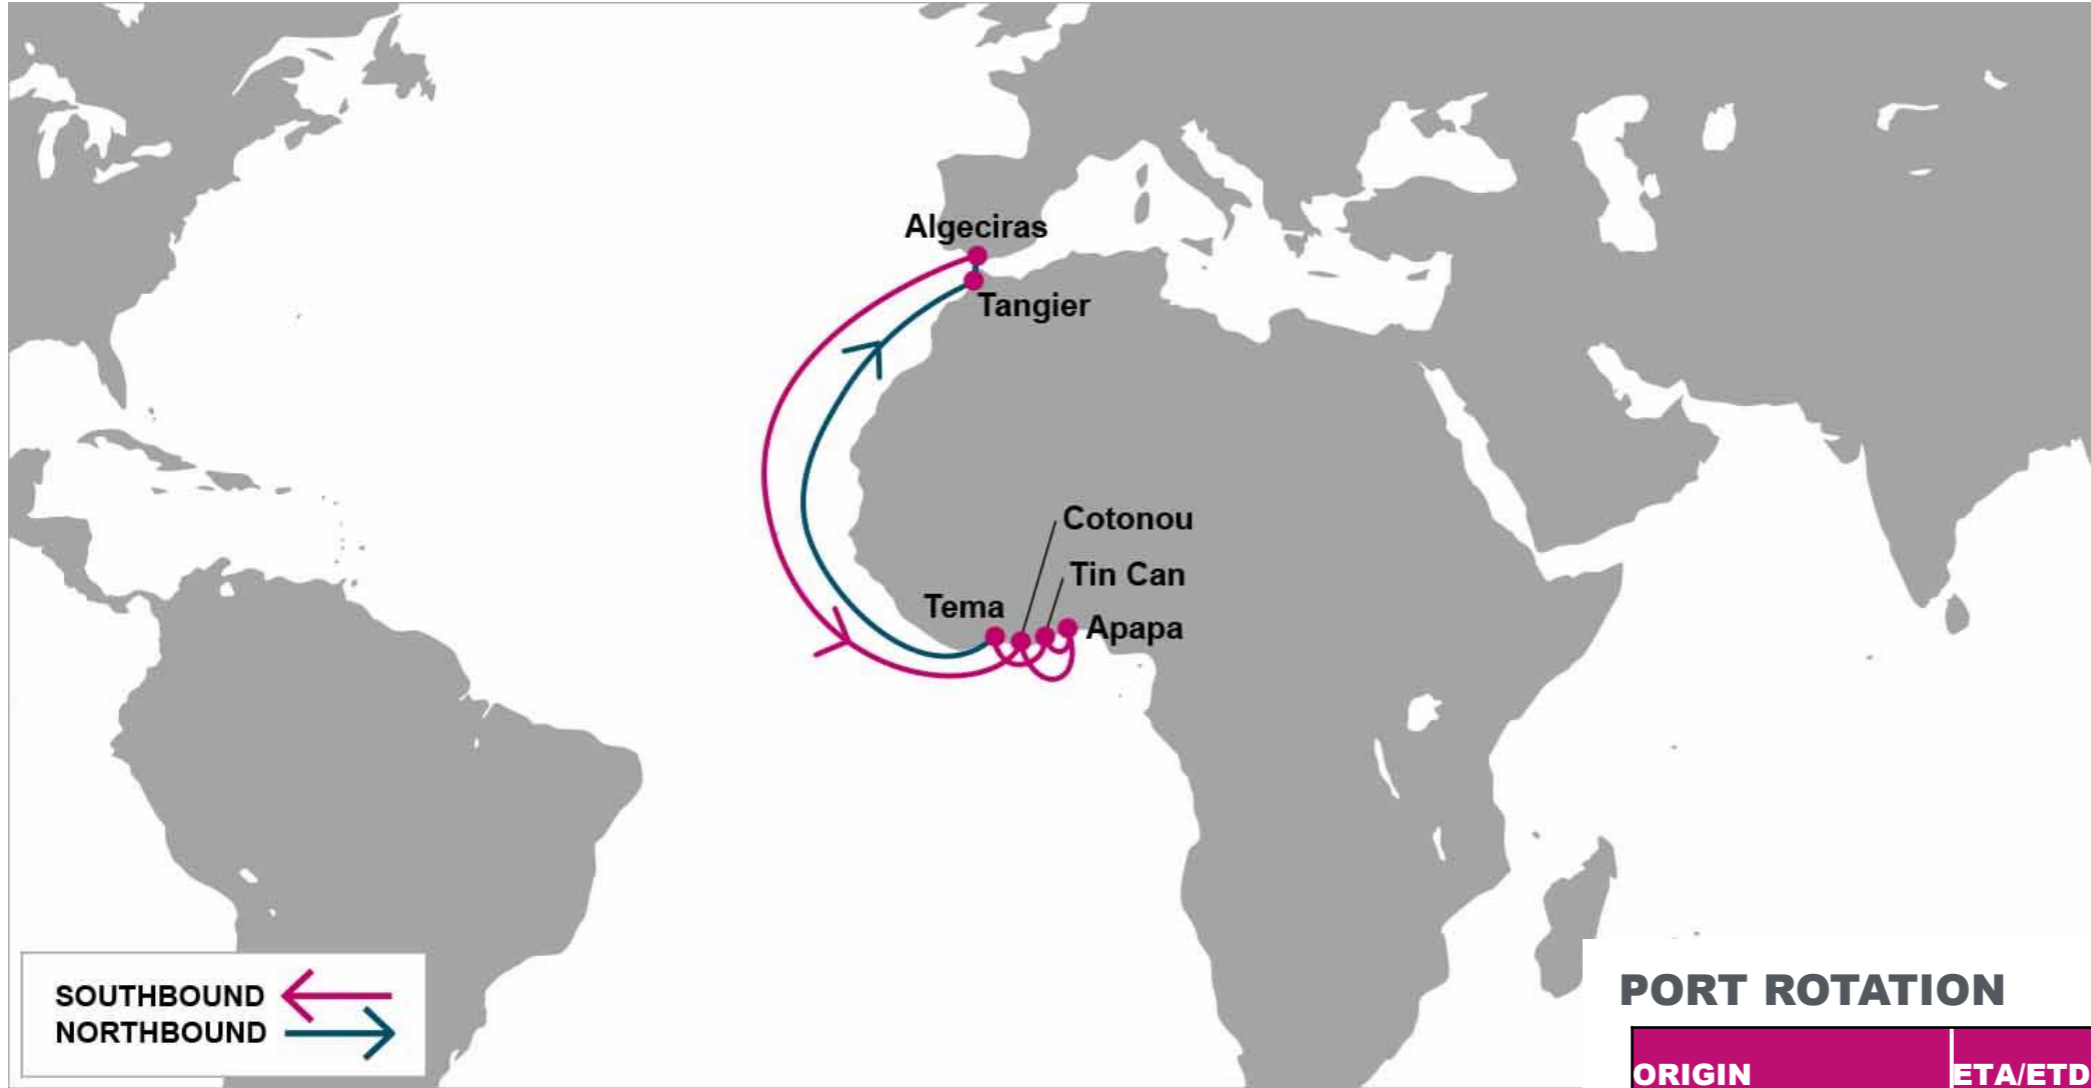 Algeciras
Tangier
Cotonou
Tin Can
Tema
Apapa
SOUTHBOUND
NORTHBOUND
PORT ROTATION
ORIGIN
ETA/ETD